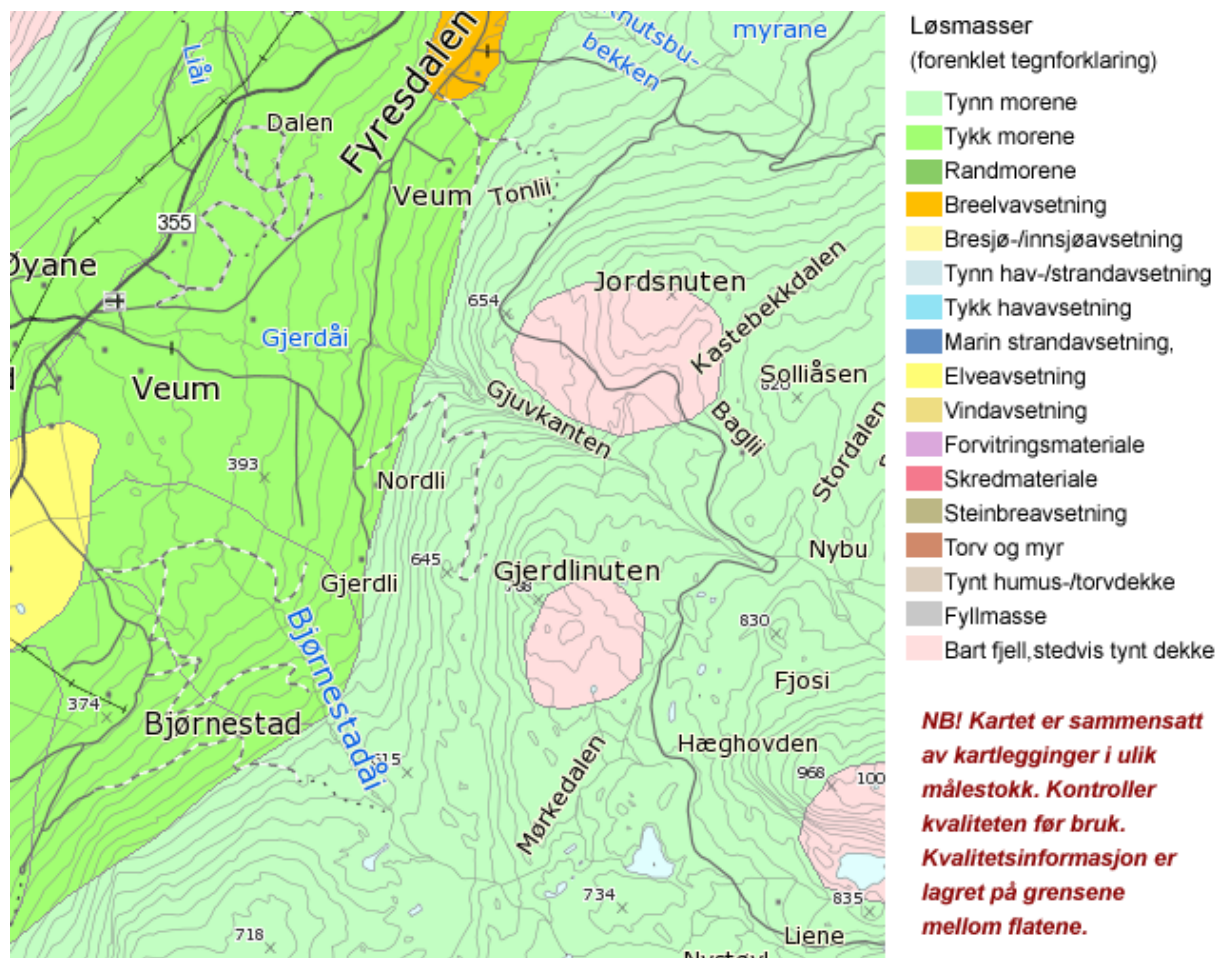 Knutsbu-
bekken
myrane
Liåi
Dalen
Fyresdalen
Veum
Tonlii
355
Øyane
Jordsnuten
654
Kastebekkdalen
Gjerdåi
Solliåsen
Veum
Gjuvkanten
Baglii
Stordalen
393
Nordli
Nybu
645
Gjerdlinuten
Gjerdli
830
Bjørnestadåi
Fjosi
374
Bjørnestad
Hæghovden
968
100
Mørkedalen
734
835
718
Liene
Nystøyl
Løsmasser
(forenklet tegnforklaring)
Tynn morene
Tykk morene
Randmorene
Breelvavsetning
Bresjø-/innsjøavsetning
Tynn hav-/strandavsetning
Tykk havavsetning
Marin strandavsetning,
Elveavsetning
Vindavsetning
Forvitringsmateriale
Skredmateriale
Steinbreavsetning
Torv og myr
Tynt humus-/torvdekke
Fyllmasse
Bart fjell,stedvis tynt dekke
NB! Kartet er sammensatt
av kartlegginger i ulik
målestokk. Kontroller
kvaliteten før bruk.
Kvalitetsinformasjon er
lagret på grensene
mellom flatene.